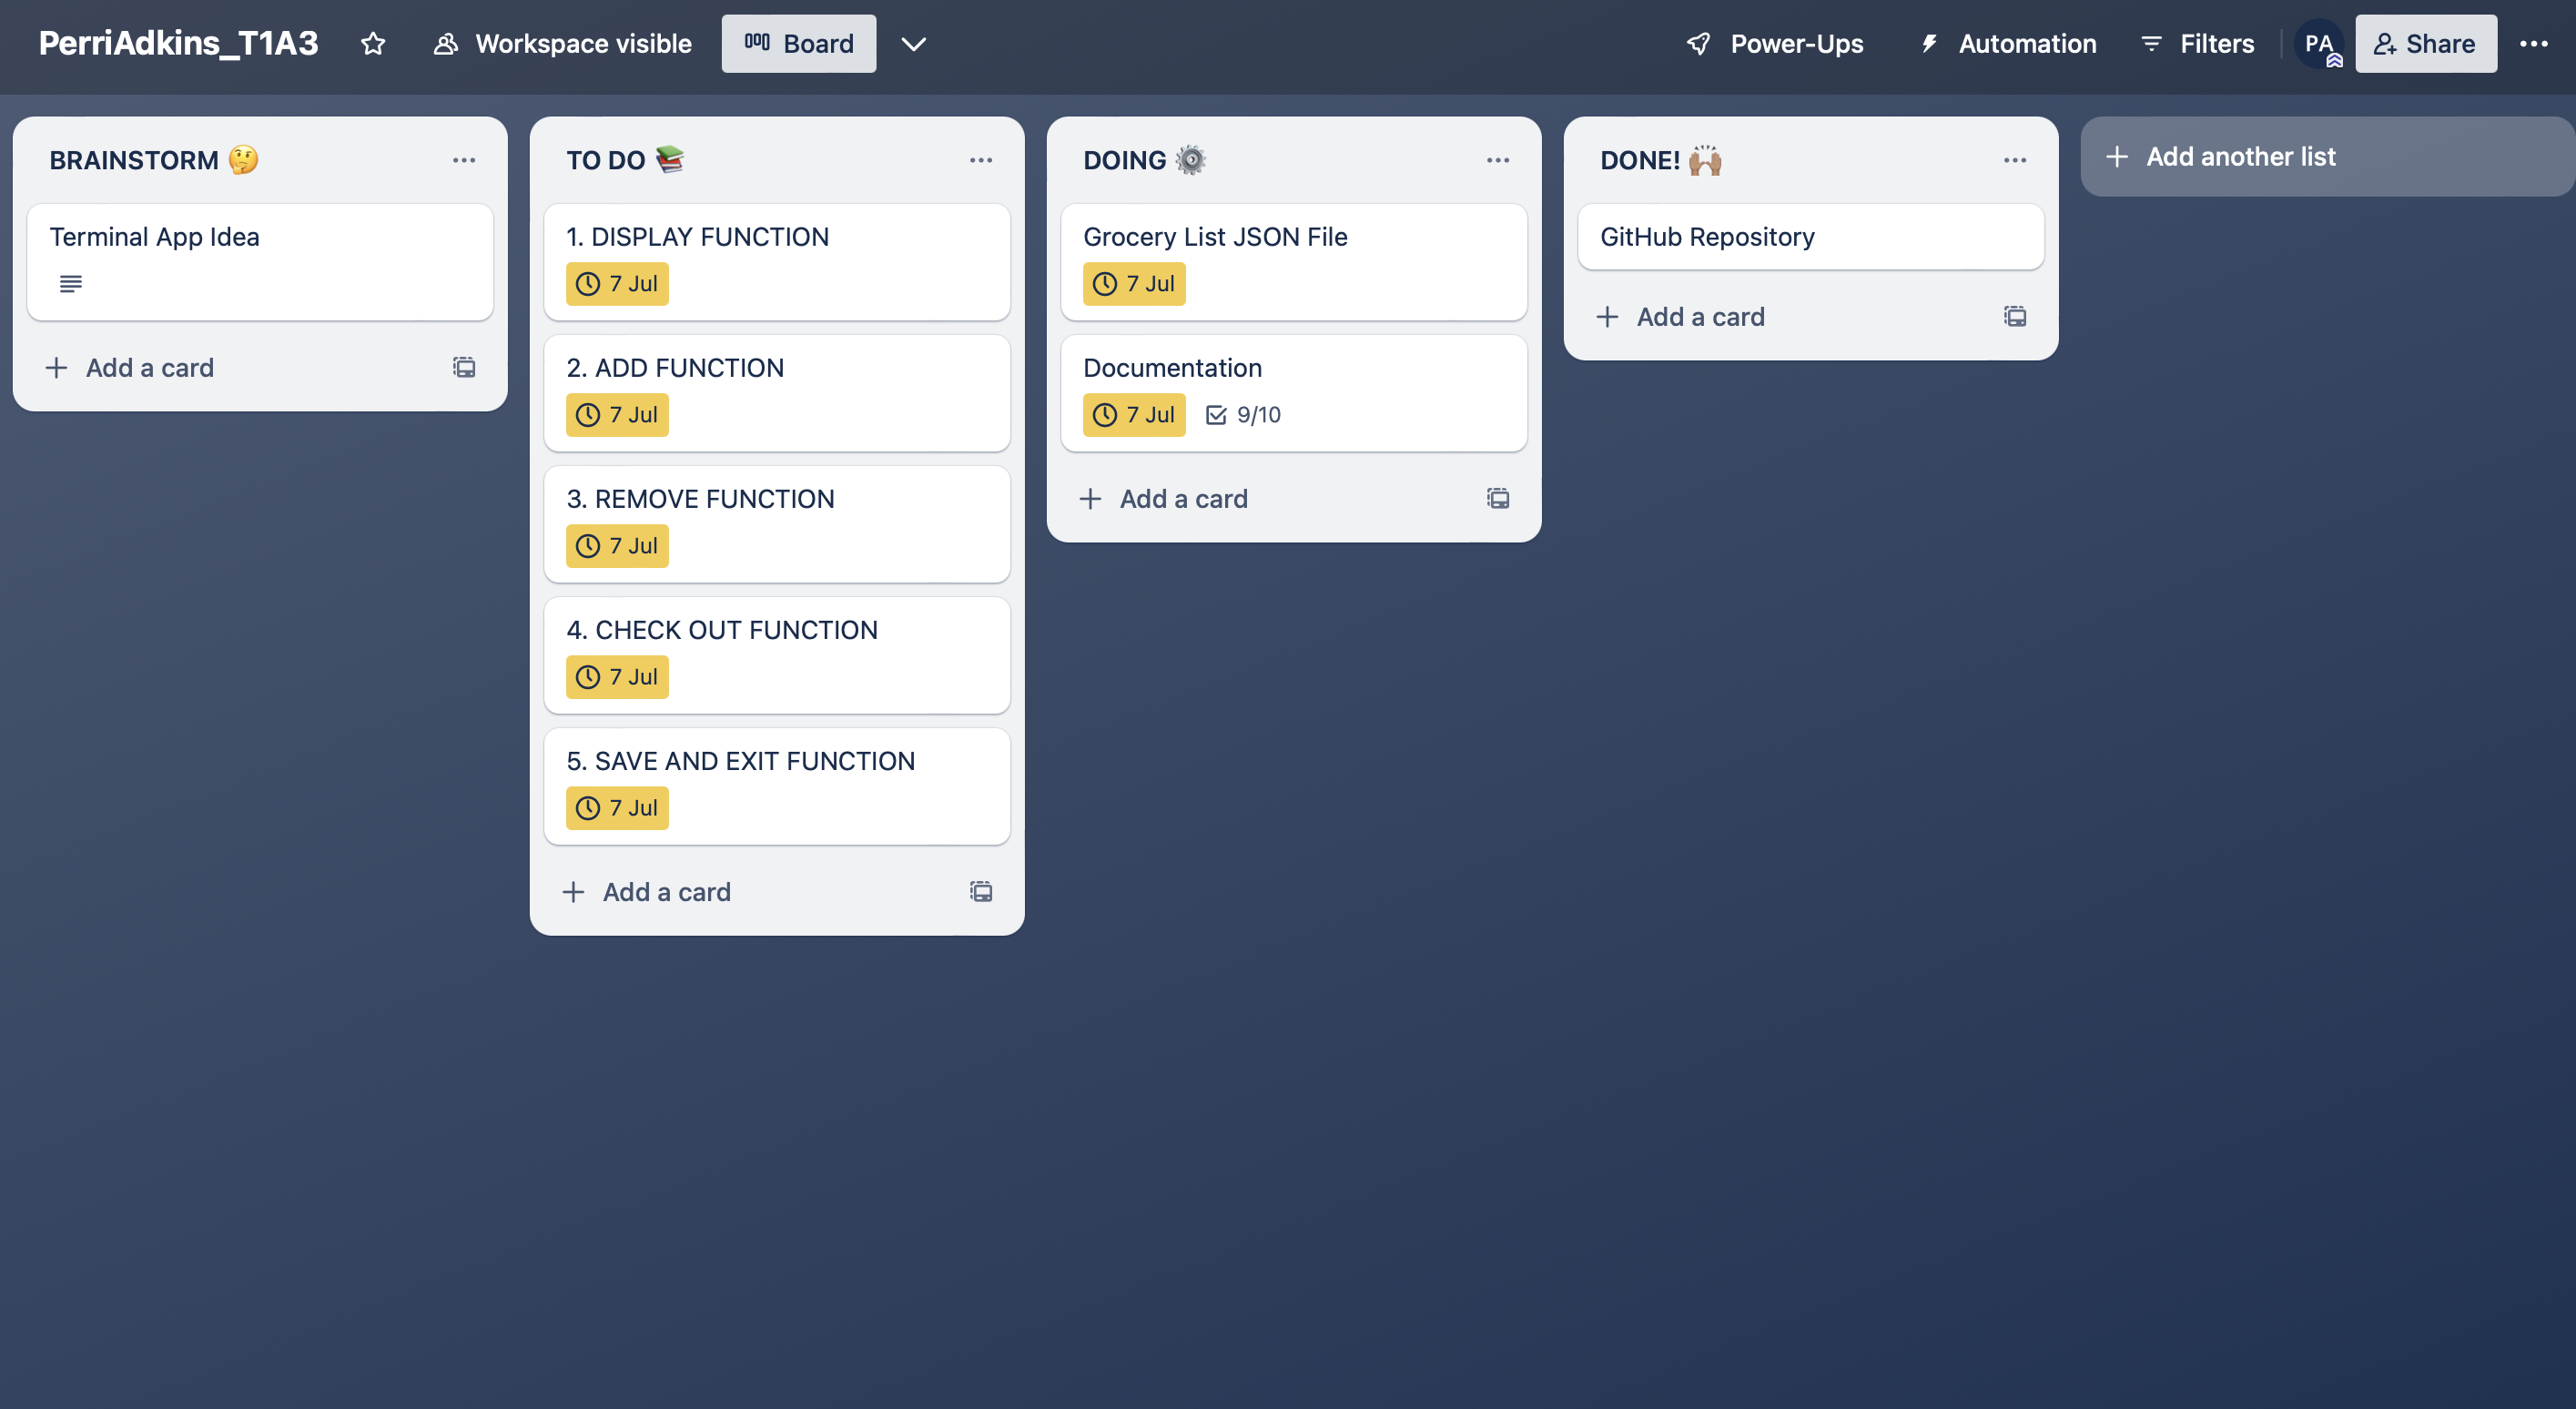 PerriAdkins_T1A3
Workspace visible
Board
Power-Ups
Automation
Filters
PA
Share
BRAINSTORM 🤔
Terminal App Idea
Add a card
TO DO 📚
1. DISPLAY FUNCTION
7 Jul
2. ADD FUNCTION
7 Jul
3. REMOVE FUNCTION
7 Jul
4. CHECK OUT FUNCTION
7 Jul
5. SAVE AND EXIT FUNCTION
7 Jul
Add a card
DOING ⚙️
Grocery List JSON File
7 Jul
Documentation
7 Jul 9/10
Add a card
DONE! 🙌🏽
GitHub Repository
Add a card
Add another list